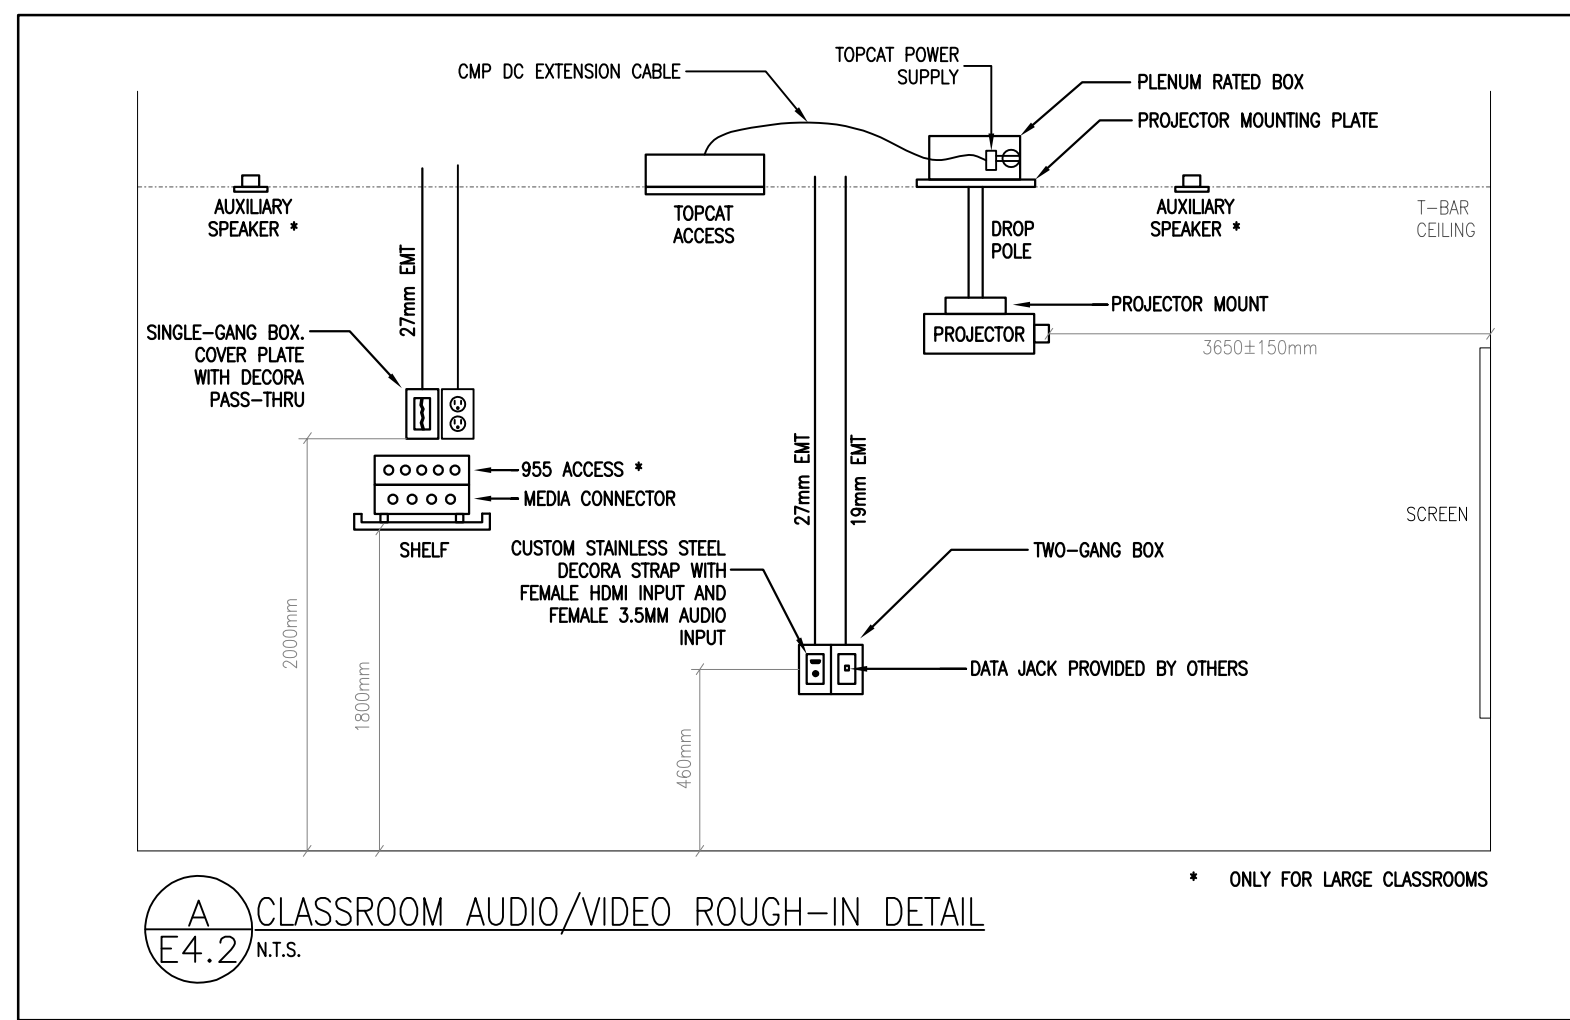 CMP DC EXTENSION CABLE
TOPCAT POWER
SUPPLY
PLENUM RATED BOX
PROJECTOR MOUNTING PLATE
AUXILIARY
SPEAKER *
TOPCAT
ACCESS
DROP
POLE
AUXILIARY
SPEAKER *
T-BAR
CEILING
27mm EMT
PROJECTOR MOUNT
PROJECTOR
3650±150mm
SINGLE-GANG BOX.
COVER PLATE
WITH DECORA
PASS-THRU
955 ACCESS *
MEDIA CONNECTOR
SHELF
27mm EMT
19mm EMT
SCREEN
CUSTOM STAINLESS STEEL
DECORA STRAP WITH
FEMALE HDMI INPUT AND
FEMALE 3.5MM AUDIO
INPUT
TWO-GANG BOX
DATA JACK PROVIDED BY OTHERS
2000mm
1800mm
460mm
* ONLY FOR LARGE CLASSROOMS
A
E4.2
CLASSROOM AUDIO/VIDEO ROUGH-IN DETAIL
N.T.S.